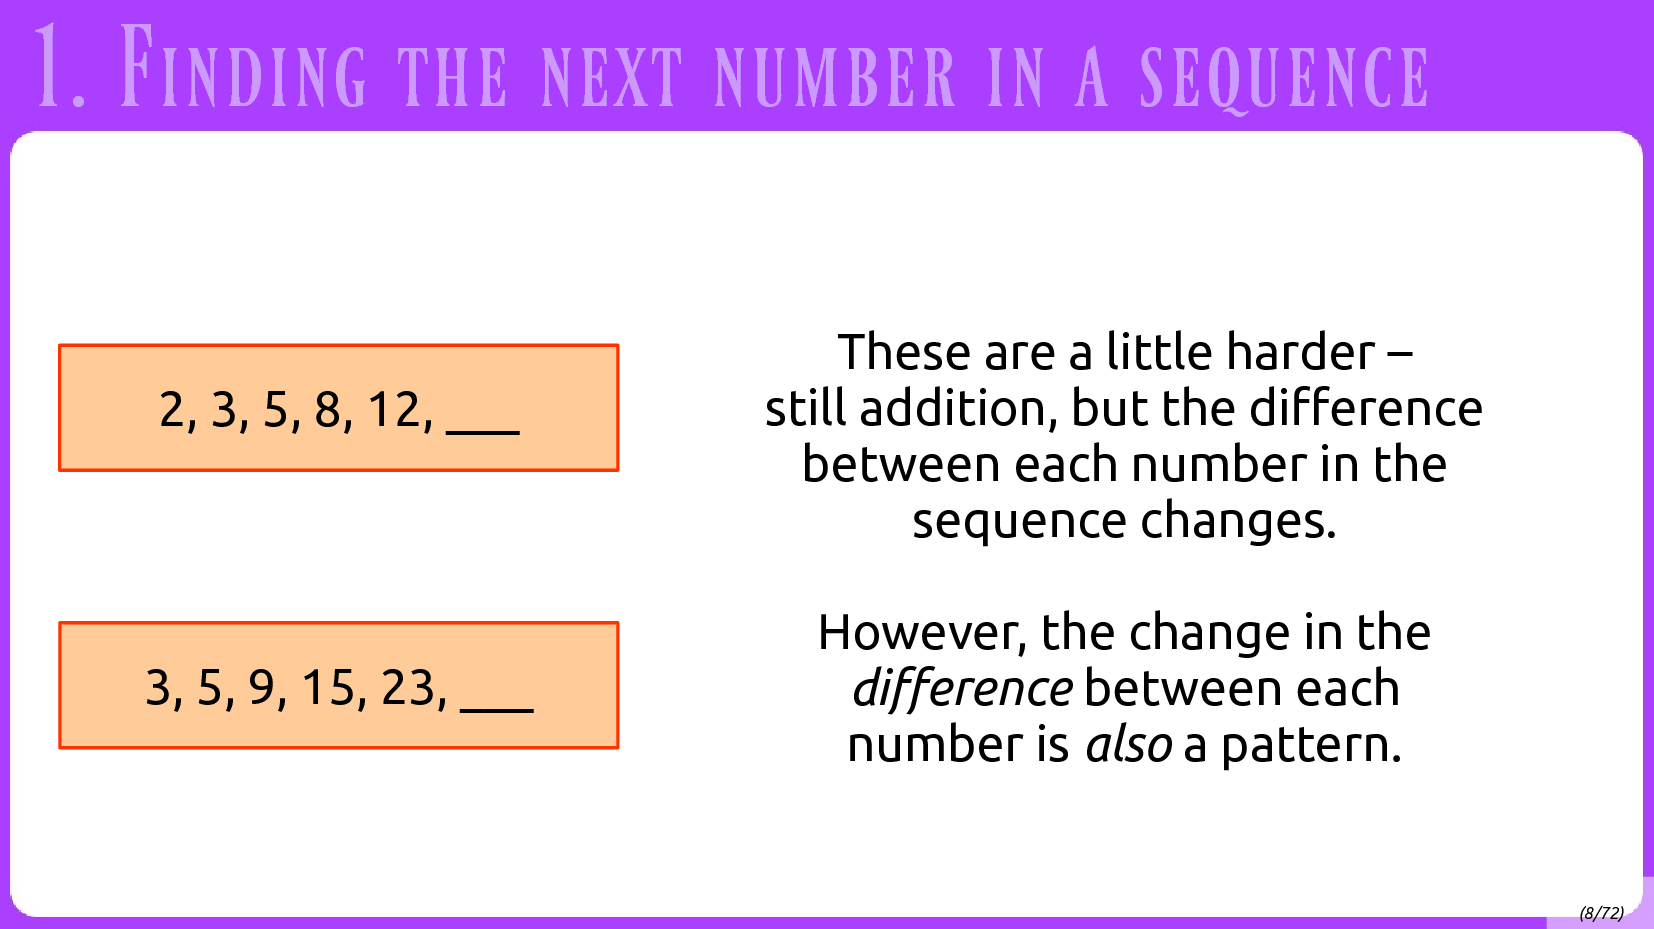 1. Finding the next number in a sequence
2, 3, 5, 8, 12, ___
These are a little harder –
still addition, but the difference
between each number in the
sequence changes.
However, the change in the
difference between each
number is also a pattern.
3, 5, 9, 15, 23, ___
(8/72)